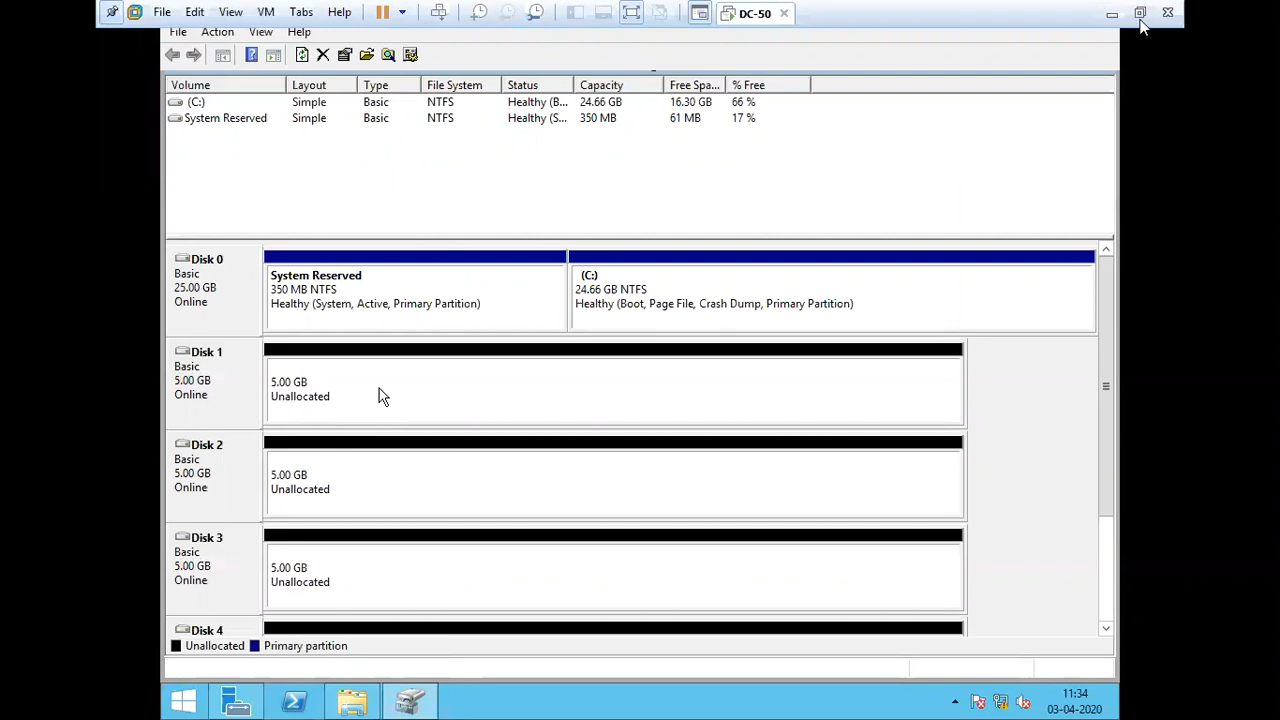 File Edit View VM Tabs Help DC-50
File Action View Help
Volume Layout Type File System Status Capacity Free Spa... % Free
(C:) Simple Basic NTFS Healthy (B... 24.66 GB 16.30 GB 66 %
System Reserved Simple Basic NTFS Healthy (S... 350 MB 61 MB 17 %
Disk 0
Basic
25.00 GB
Online
System Reserved
350 MB NTFS
Healthy (System, Active, Primary Partition)
(C:)
24.66 GB NTFS
Healthy (Boot, Page File, Crash Dump, Primary Partition)
Disk 1
Basic
5.00 GB
Online
5.00 GB
Unallocated
Disk 2
Basic
5.00 GB
Online
5.00 GB
Unallocated
Disk 3
Basic
5.00 GB
Online
5.00 GB
Unallocated
Disk 4
Unallocated Primary partition
11:34
03-04-2020